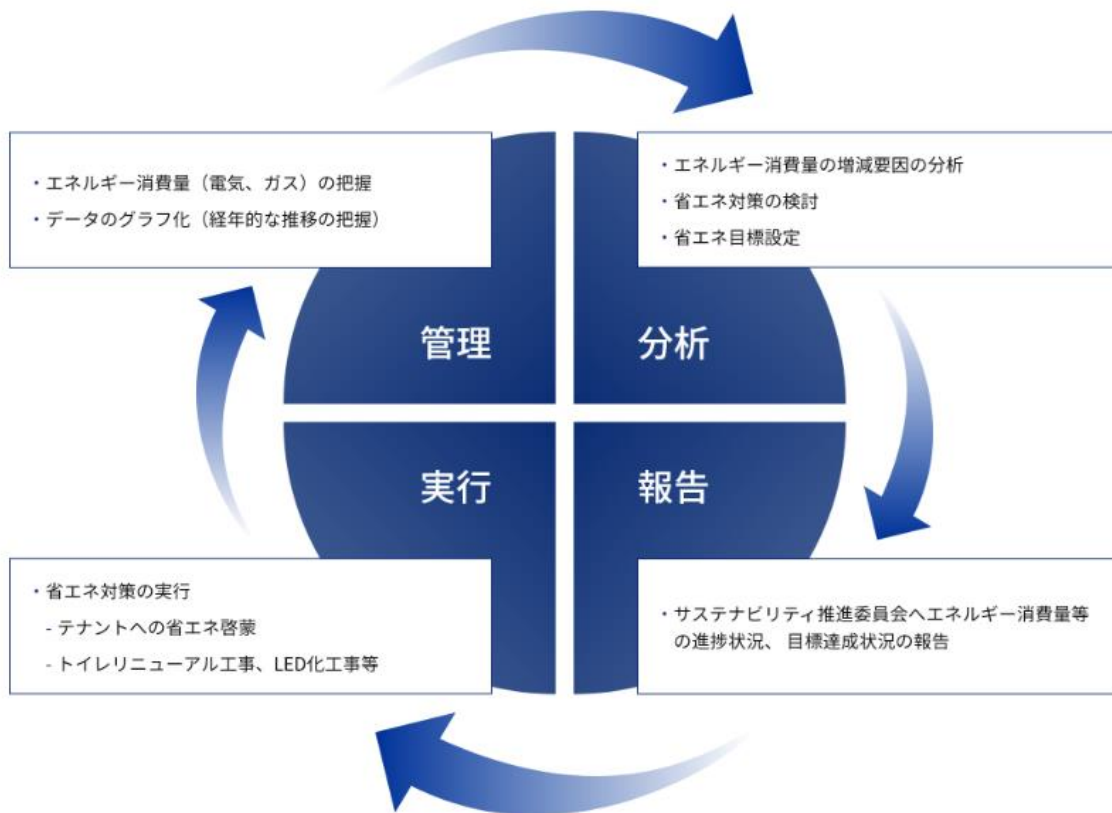 ・エネルギー消費量（電気、ガス）の把握
・データのグラフ化（経年的な推移の把握）
・エネルギー消費量の増減要因の分析
・省エネ対策の検討
・省エネ目標設定
管理
分析
実行
報告
・省エネ対策の実行
- テナントへの省エネ啓蒙
- トイレリニューアル工事、LED化工事等
・サステナビリティ推進委員会へエネルギー消費量等
の進捗状況、 目標達成状況の報告